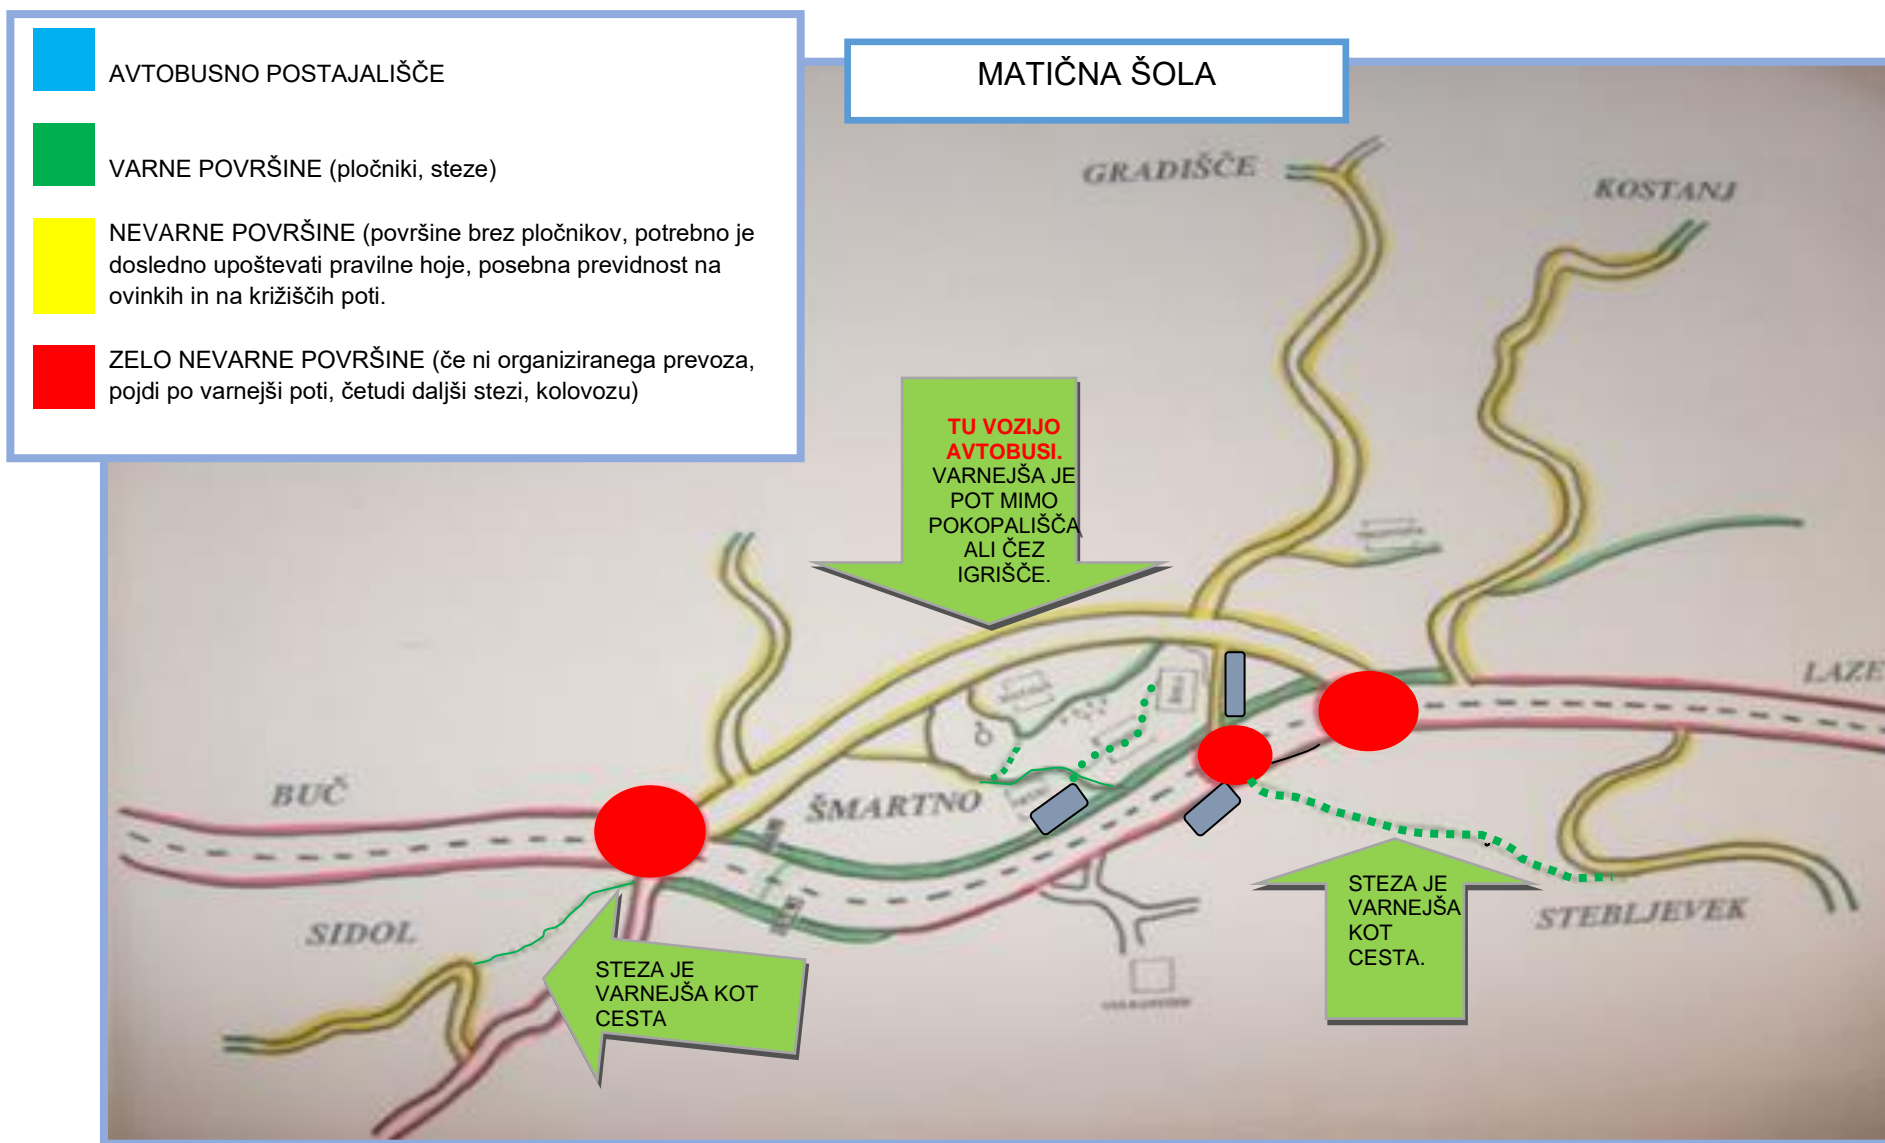 AVTOBUSNO POSTAJALIŠČE
VARNE POVRŠINE (pločniki, steze)
NEVARNE POVRŠINE (površine brez pločnikov, potrebno je
dosledno upoštevati pravilne hoje, posebna previdnost na
ovinkih in na križiščih poti.
ZELO NEVARNE POVRŠINE (če ni organiziranega prevoza,
pojdi po varnejši poti, četudi daljši stezi, kolovozu)
MATIČNA ŠOLA
GRADIŠČE
KOSTANJ
TU VOZIJO
AVTOBUSI.
VARNEJŠA JE
POT MIMO
POKOPALIŠČA
ALI ČEZ
IGRIŠČE.
LAZE
BUČ
ŠMARTNO
SIDOL
STEZA JE
VARNEJŠA KOT
CESTA
STEZA JE
VARNEJŠA
KOT
CESTA.
STEBLJEVEK